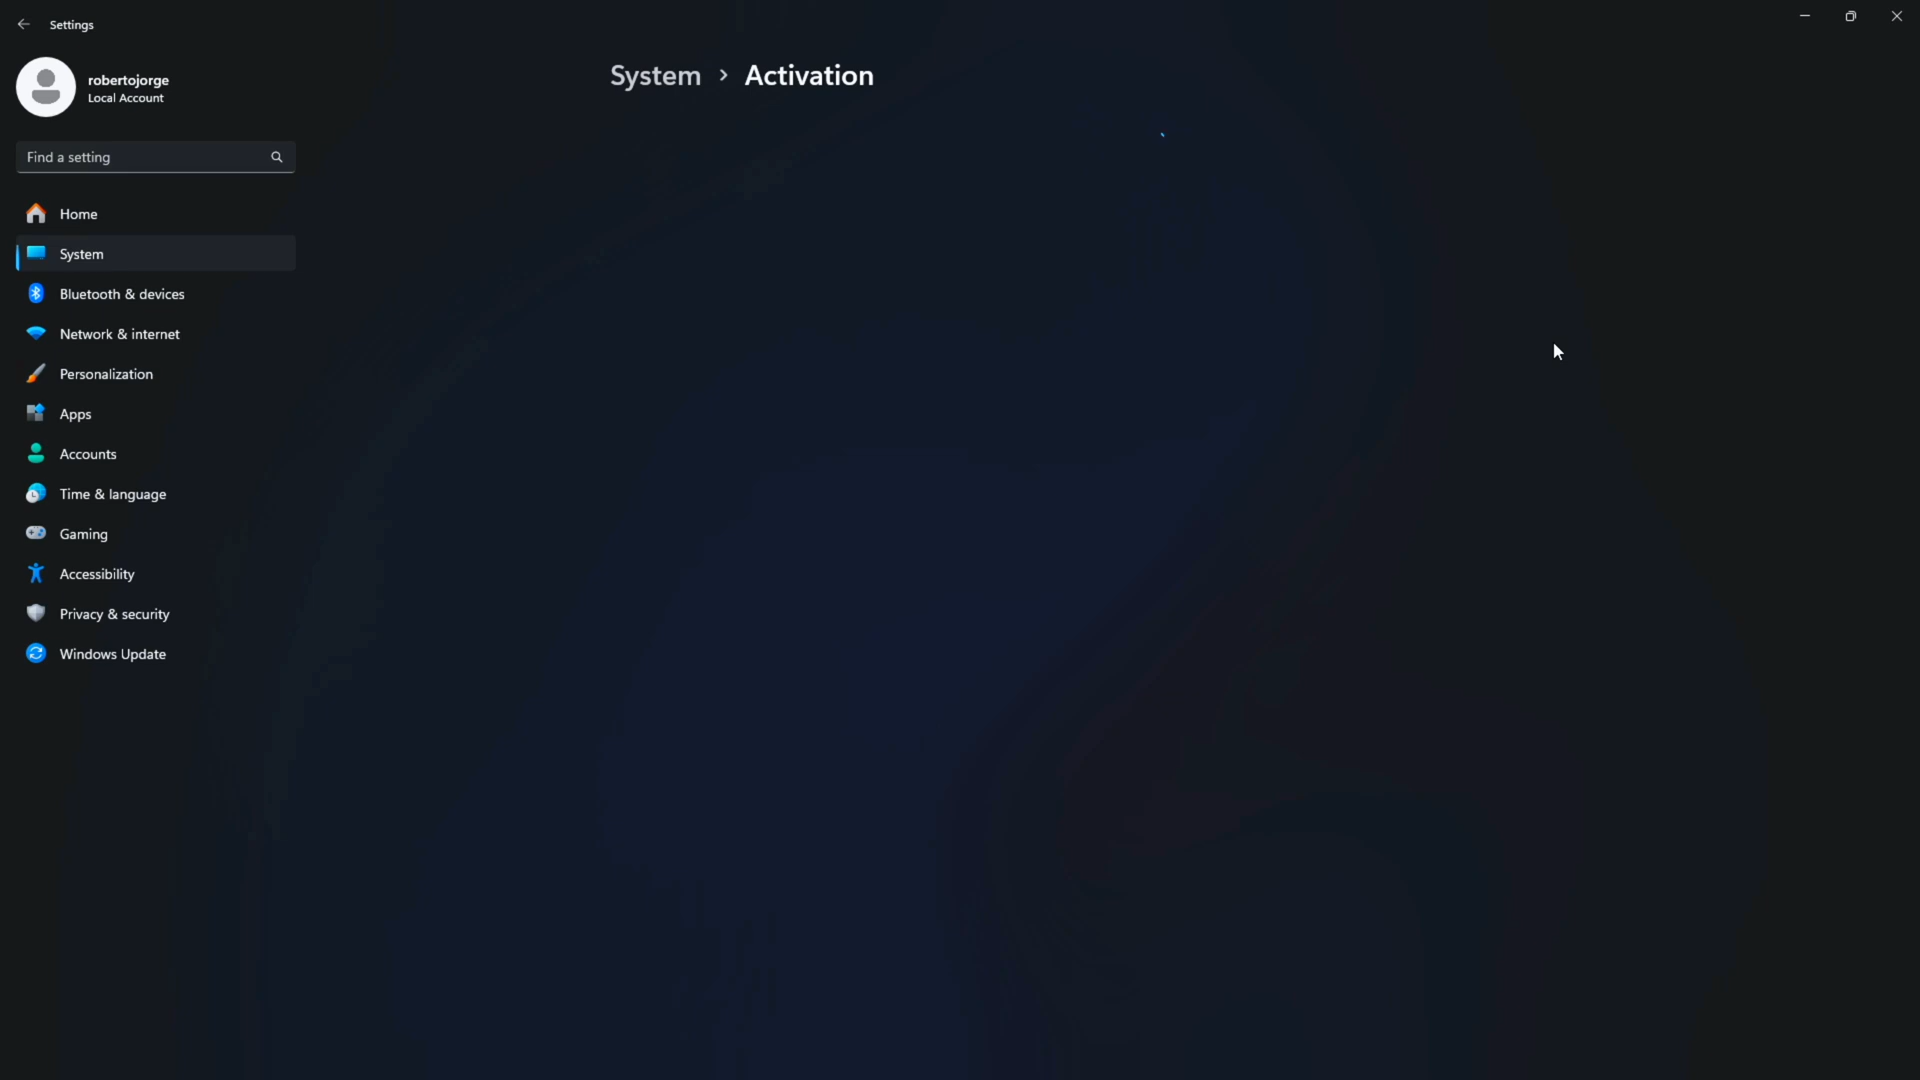 Settings
robertojorge
Local Account
Find a setting
Home
System
Bluetooth & devices
Network & internet
Personalization
Apps
Accounts
Time & language
Gaming
Accessibility
Privacy & security
Windows Update
System > Activation